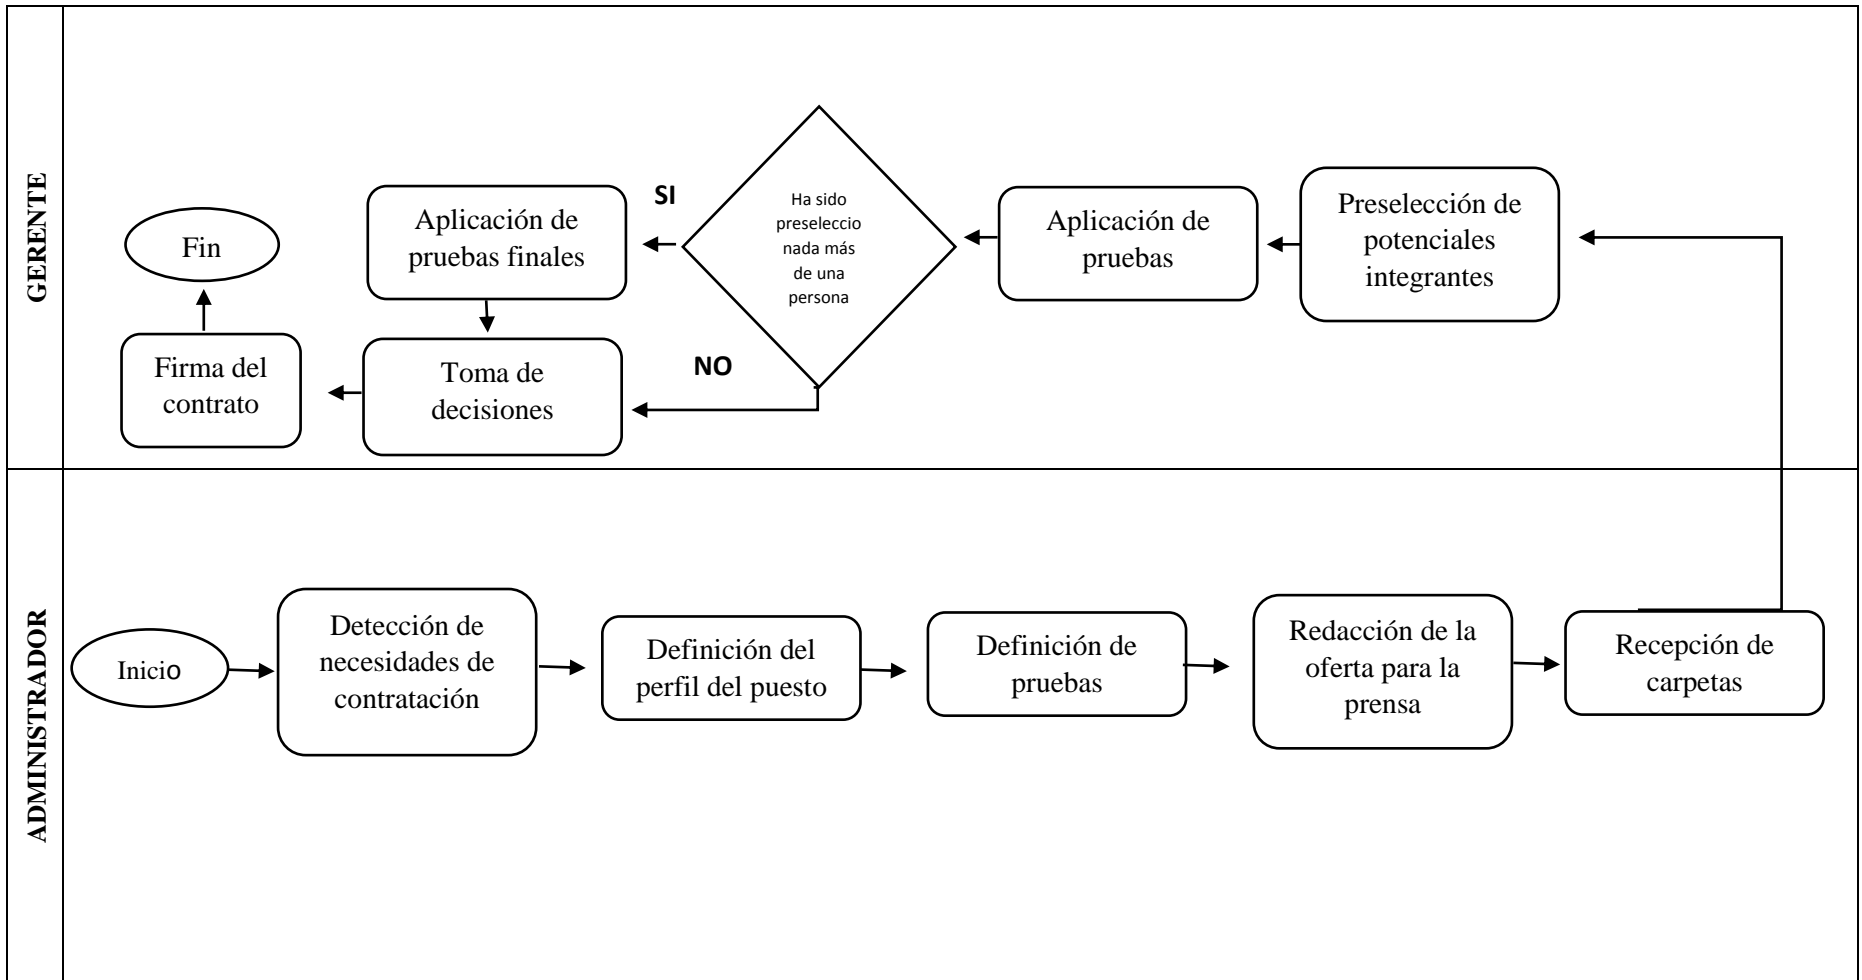 GERENTE
Fin
Firma del
contrato
Aplicación de
pruebas finales
Toma de
decisiones
SI
NO
Ha sido
preseleccio
nada más
de una
persona
Aplicación de
pruebas
Preselección de
potenciales
integrantes
ADMINISTRADOR
Inicio
Detección de
necesidades de
contratación
Definición del
perfil del puesto
Definición de
pruebas
Redacción de la
oferta para la
prensa
Recepción de
carpetas